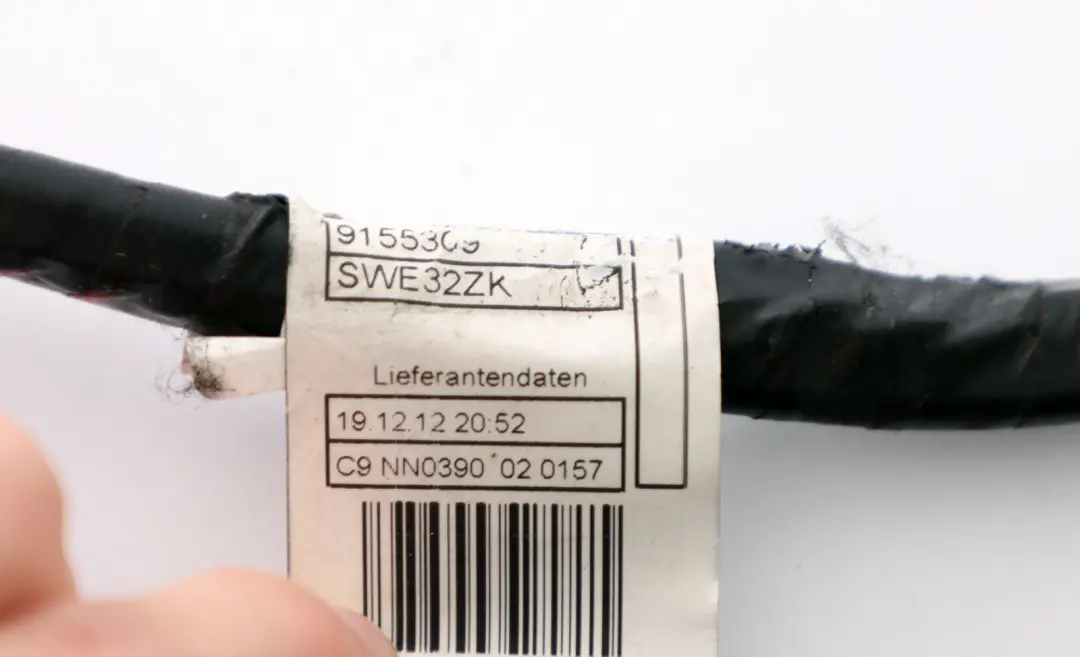 9155309
SWE32ZK
Lieferantendaten
19.12.12 20:52
C9 NN0390 02 0157